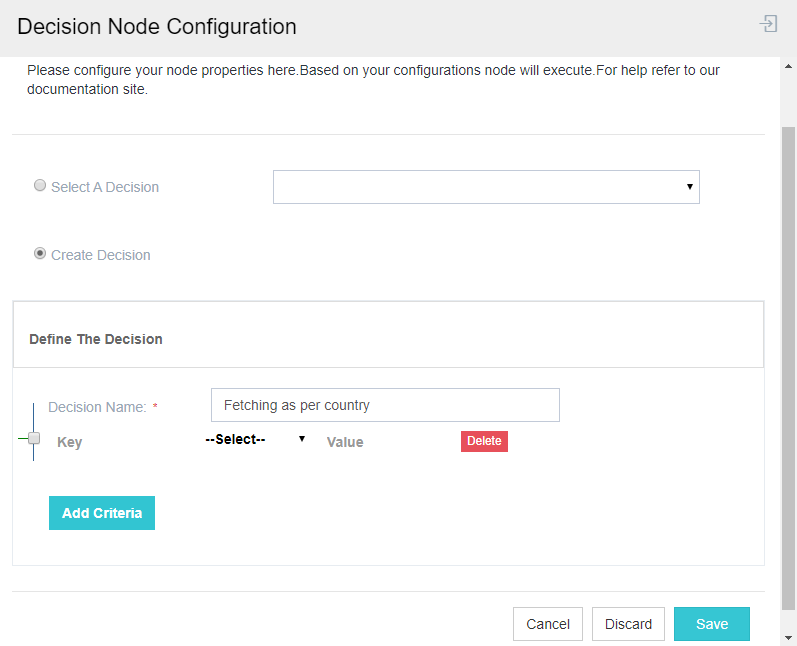 Decision Node Configuration
Please configure your node properties here.Based on your configurations node will execute.For help refer to our
documentation site.
Select A Decision
Create Decision
Define The Decision
Decision Name: * Fetching as per country
Key --Select-- Value Delete
Add Criteria
Cancel Discard Save